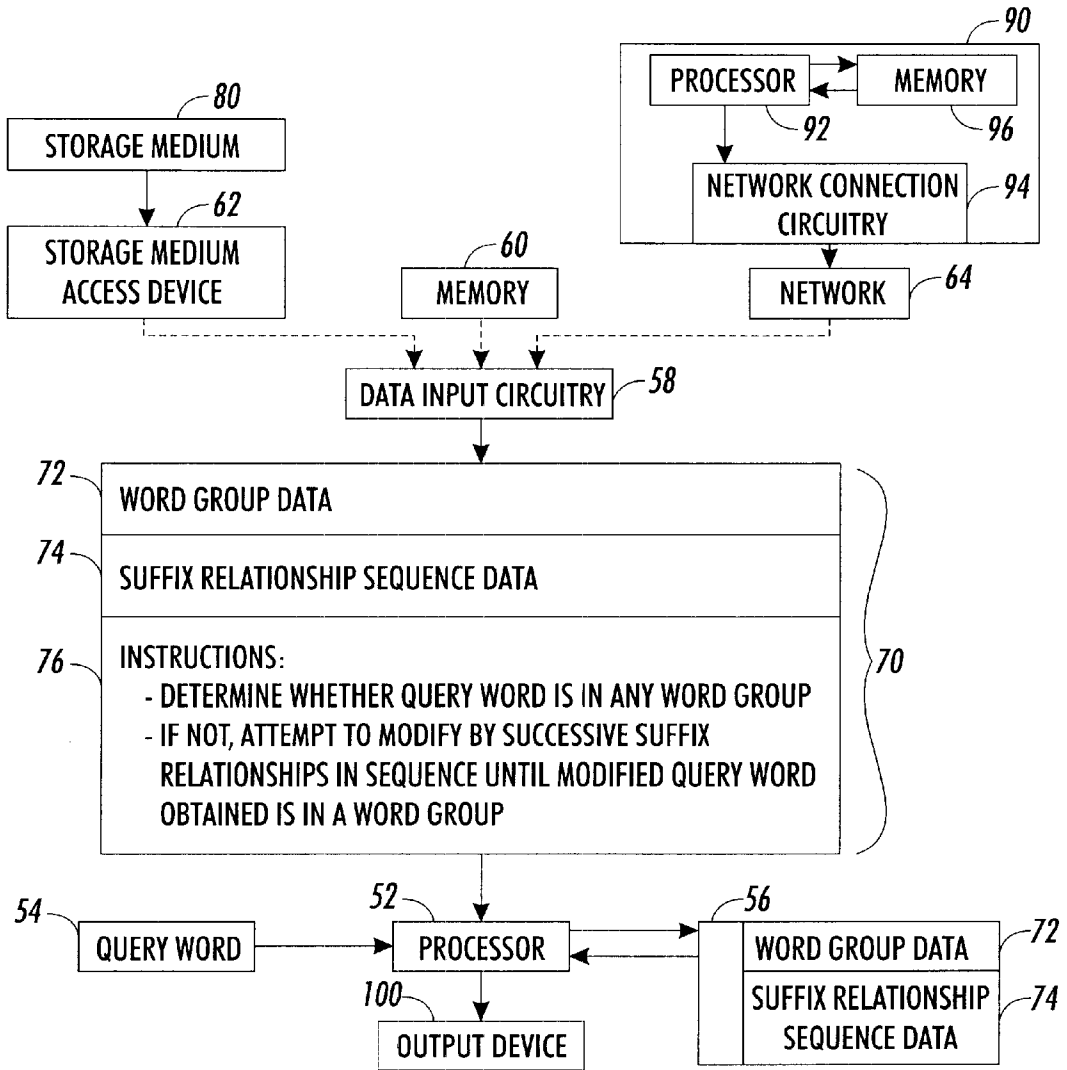 90
PROCESSOR
MEMORY
92
96
80
STORAGE MEDIUM
NETWORK CONNECTION
CIRCUITRY
94
62
STORAGE MEDIUM
ACCESS DEVICE
60
MEMORY
NETWORK
64
DATA INPUT CIRCUITRY
58
72
WORD GROUP DATA
74
SUFFIX RELATIONSHIP SEQUENCE DATA
76
INSTRUCTIONS:
- DETERMINE WHETHER QUERY WORD IS IN ANY WORD GROUP
- IF NOT, ATTEMPT TO MODIFY BY SUCCESSIVE SUFFIX
RELATIONSHIPS IN SEQUENCE UNTIL MODIFIED QUERY WORD
OBTAINED IS IN A WORD GROUP
70
54
QUERY WORD
52
PROCESSOR
56
WORD GROUP DATA
72
SUFFIX RELATIONSHIP
SEQUENCE DATA
74
100
OUTPUT DEVICE